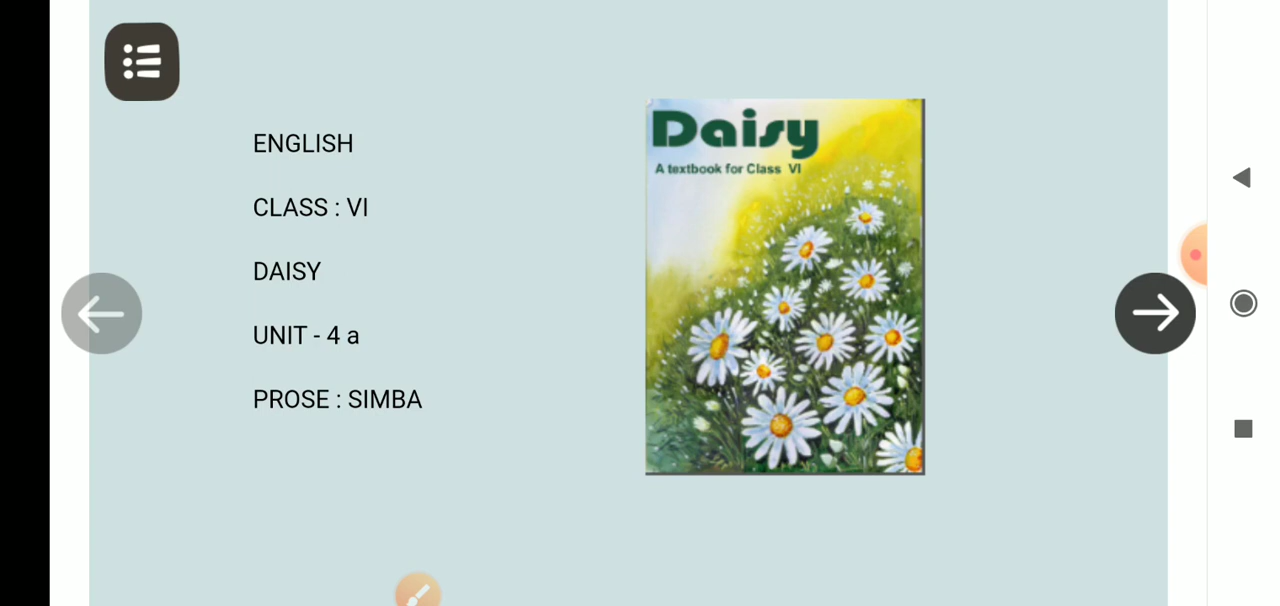 ENGLISH
CLASS : VI
DAISY
UNIT - 4 a
PROSE : SIMBA
Daisy
A textbook for Class VI